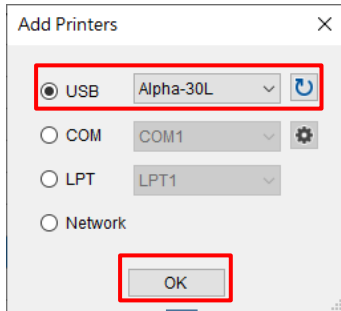 Add Printers
USB Alpha-30L
COM COM1
LPT LPT1
Network
OK